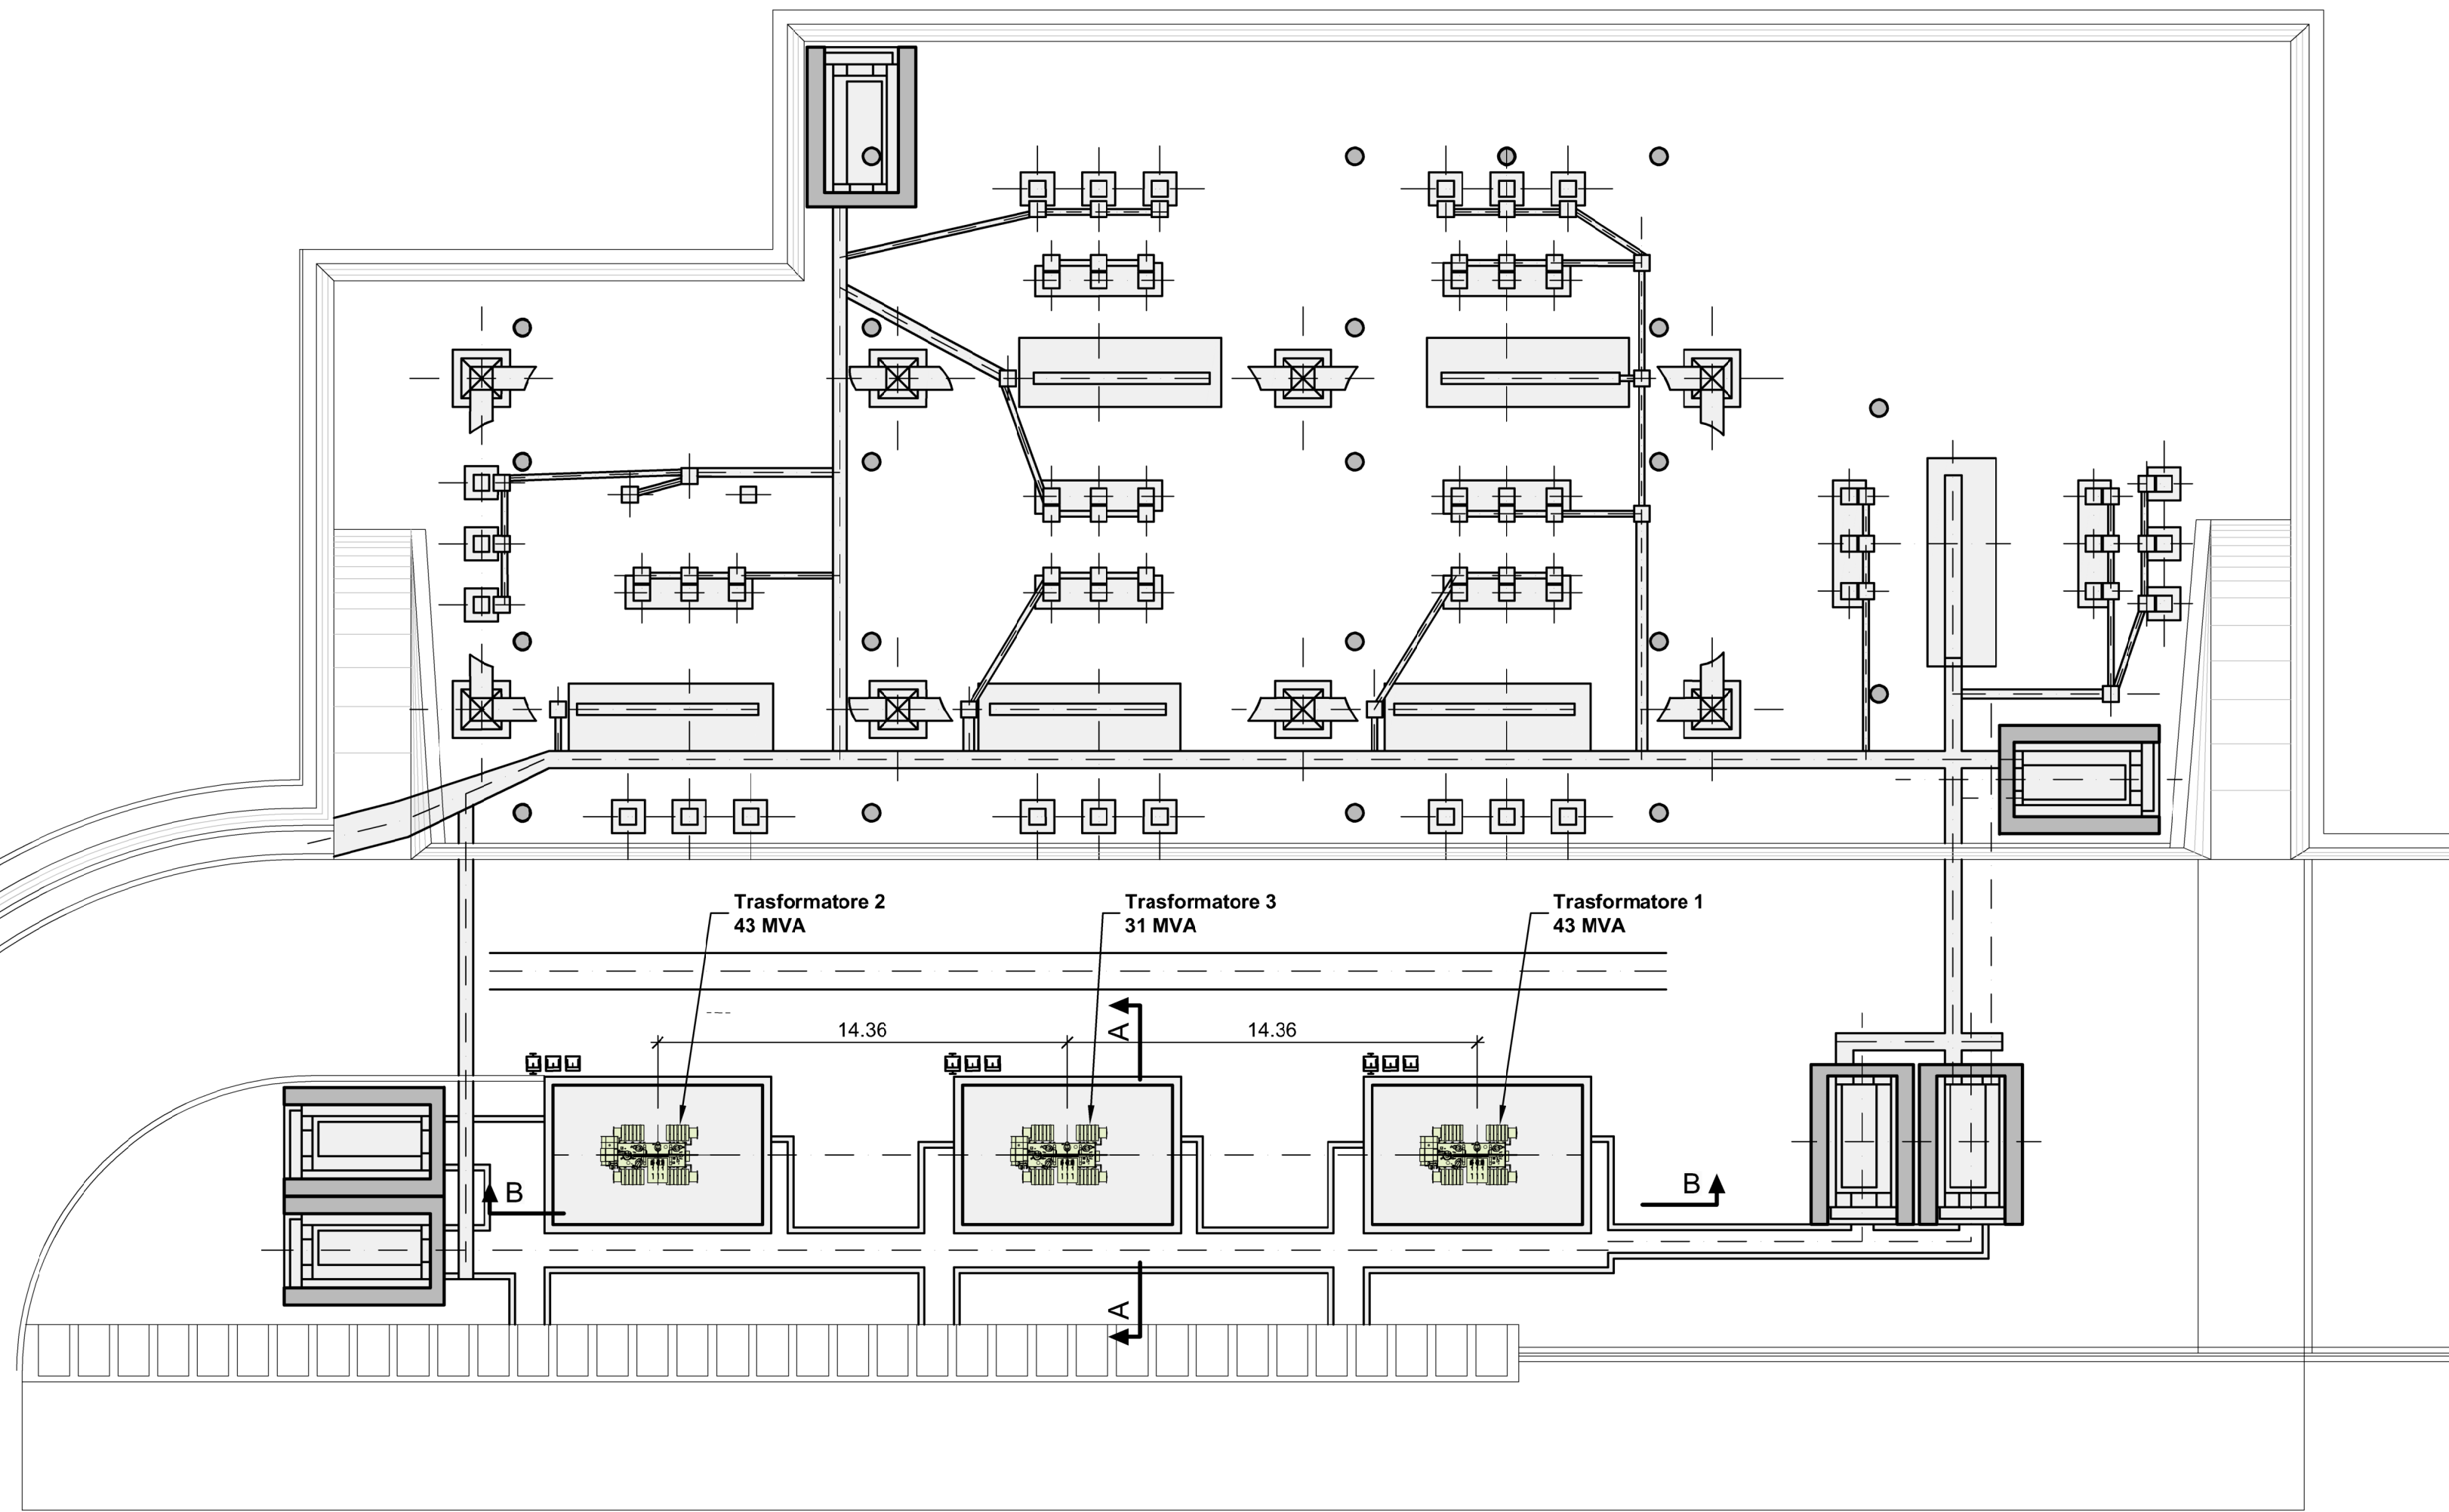 Trasformatore 2
43 MVA
Trasformatore 3
31 MVA
Trasformatore 1
43 MVA
14.36
14.36
A
B
B
A